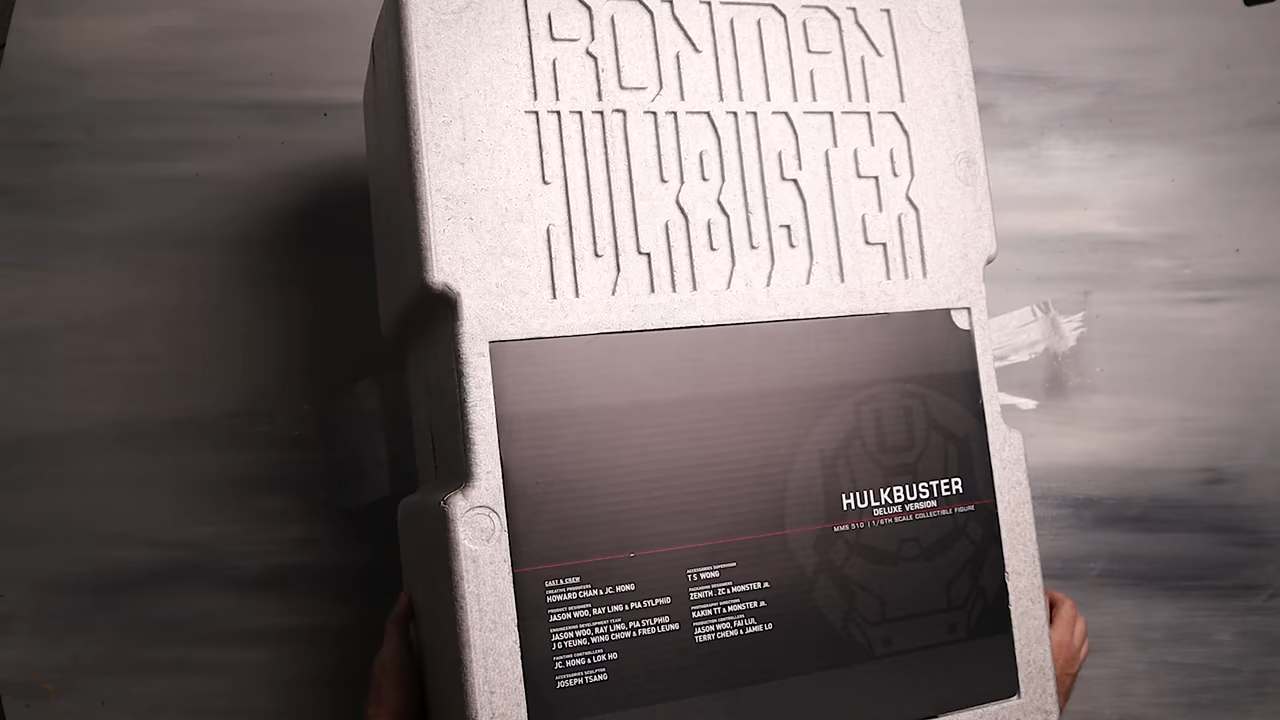 IRONMAN
HULKBUSTER
HULKBUSTER
DELUXE VERSION
MMS 510 | 1/6TH SCALE COLLECTIBLE FIGURE
CAST & CREW
CREATIVE PRODUCERS
HOWARD CHAN & JC. HONG
PRODUCT DESIGNERS
JASON WOO, RAY LING & PIA SYLPHID
ENGINEERING DEVELOPMENT TEAM
JASON WOO, RAY LING, PIA SYLPHID
J G YEUNG, WING CHOW & FRED LEUNG
PAINTING CONTROLLERS
JC. HONG & LOK HO
ACCESSORIES SCULPTOR
JOSEPH TSANG
ACCESSORIES SUPERVISOR
T S WONG
PACKAGING DESIGNERS
ZENITH . ZC & MONSTER JR.
PHOTOGRAPHY DIRECTORS
KAKIN TT & MONSTER JR.
PRODUCTION CONTROLLERS
JASON WOO, FAI LUI,
TERRY CHENG & JAMIE LO